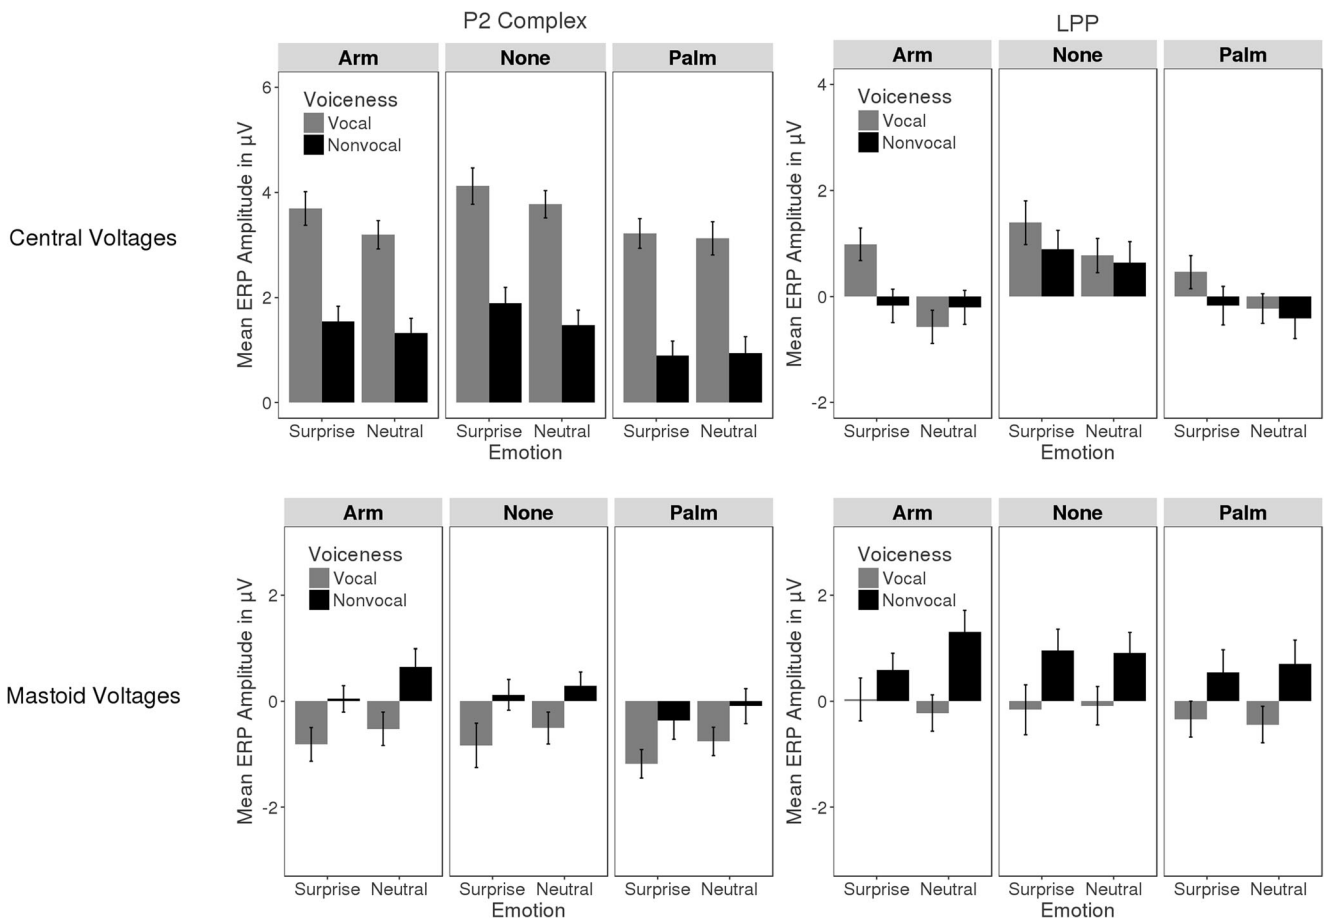 P2 Complex
LPP
Arm None Palm
Arm None Palm
Voiceness
Vocal
Nonvocal
Voiceness
Vocal
Nonvocal
Central Voltages
Mean ERP Amplitude in µV
6
4
2
0
Mean ERP Amplitude in µV
4
2
0
-2
Surprise Neutral Surprise Neutral Surprise Neutral
Emotion
Surprise Neutral Surprise Neutral Surprise Neutral
Emotion
Arm None Palm
Arm None Palm
Voiceness
Vocal
Nonvocal
Voiceness
Vocal
Nonvocal
Mastoid Voltages
Mean ERP Amplitude in µV
2
0
-2
Mean ERP Amplitude in µV
2
0
-2
Surprise Neutral Surprise Neutral Surprise Neutral
Emotion
Surprise Neutral Surprise Neutral Surprise Neutral
Emotion